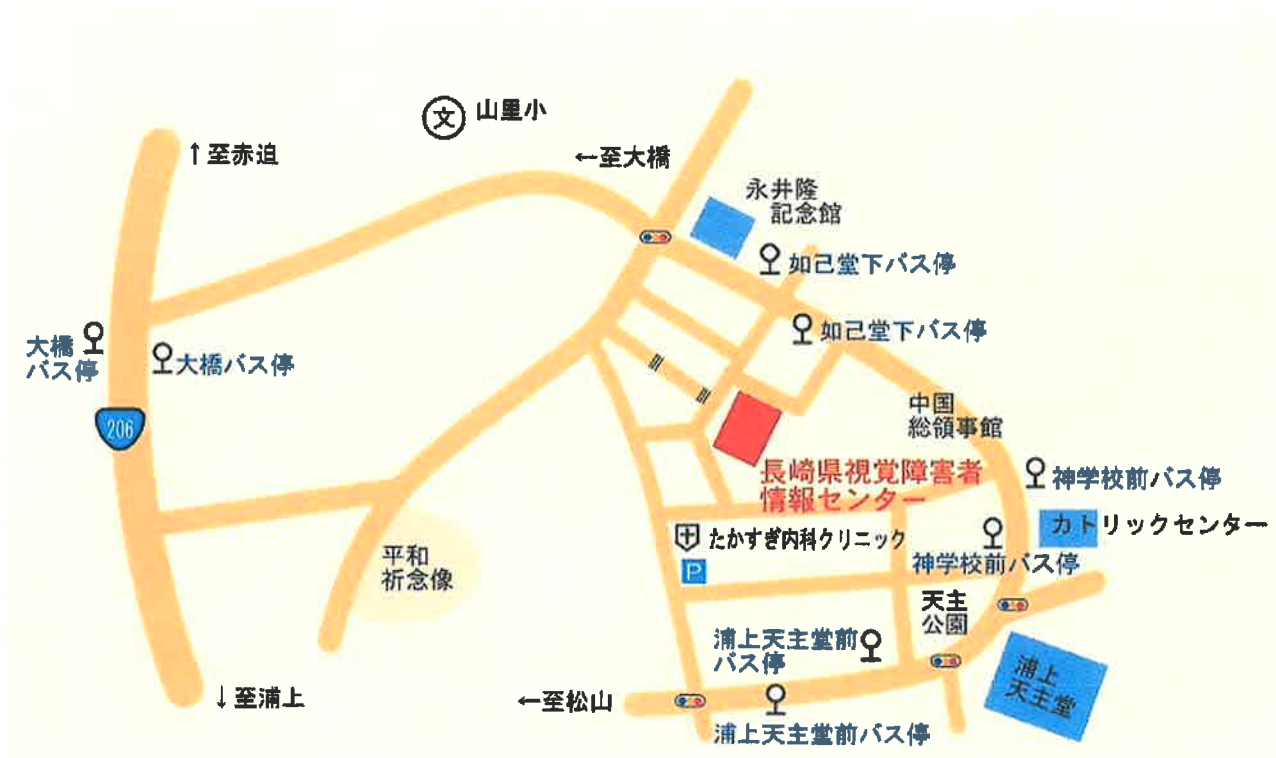 文 山里小
↑至赤迫
←至大橋
永井隆
記念館
如己堂下バス停
如己堂下バス停
大橋
バス停
大橋バス停
206
中国
総領事館
長崎県視覚障害者
情報センター
神学校前バス停
カトリックセンター
たかすぎ内科クリニック
P
神学校前バス停
平和
祈念像
天主
公園
浦上天主堂前
バス停
浦上
天主堂
↓至浦上
←至松山
浦上天主堂前バス停